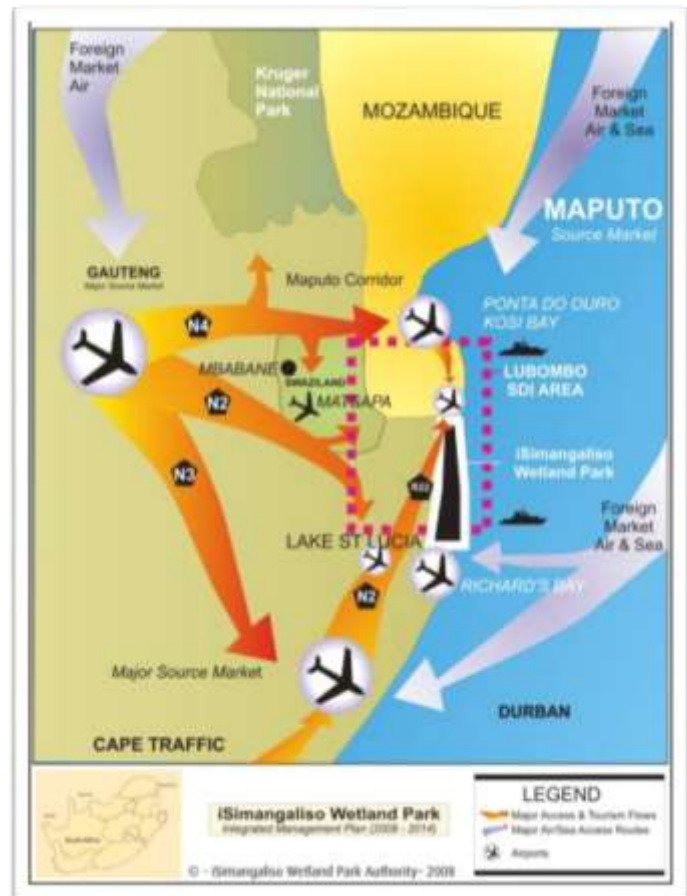 Foreign
Market
Air
Kruger
National
Park
MOZAMBIQUE
Foreign
Market
Air & Sea
MAPUTO
Source Market
GAUTENG
Major Source Market
Maputo Corridor
PONTA DO OURO
KOSI BAY
N4
MBABANE
SWAZILAND
MATSAPA
LUBOMBO
SDI AREA
N2
iSimangaliso
Wetland Park
N3
R22
Foreign
Market
Air & Sea
LAKE ST LUCIA
RICHARD'S BAY
N2
Major Source Market
DURBAN
CAPE TRAFFIC
South Africa
iSimangaliso Wetland Park
Integrated Management Plan (2009 - 2014)
© - iSimangaliso Wetland Park Authority- 2008
LEGEND
Major Access & Tourism Flows
Major Air/Sea Access Routes
Airports